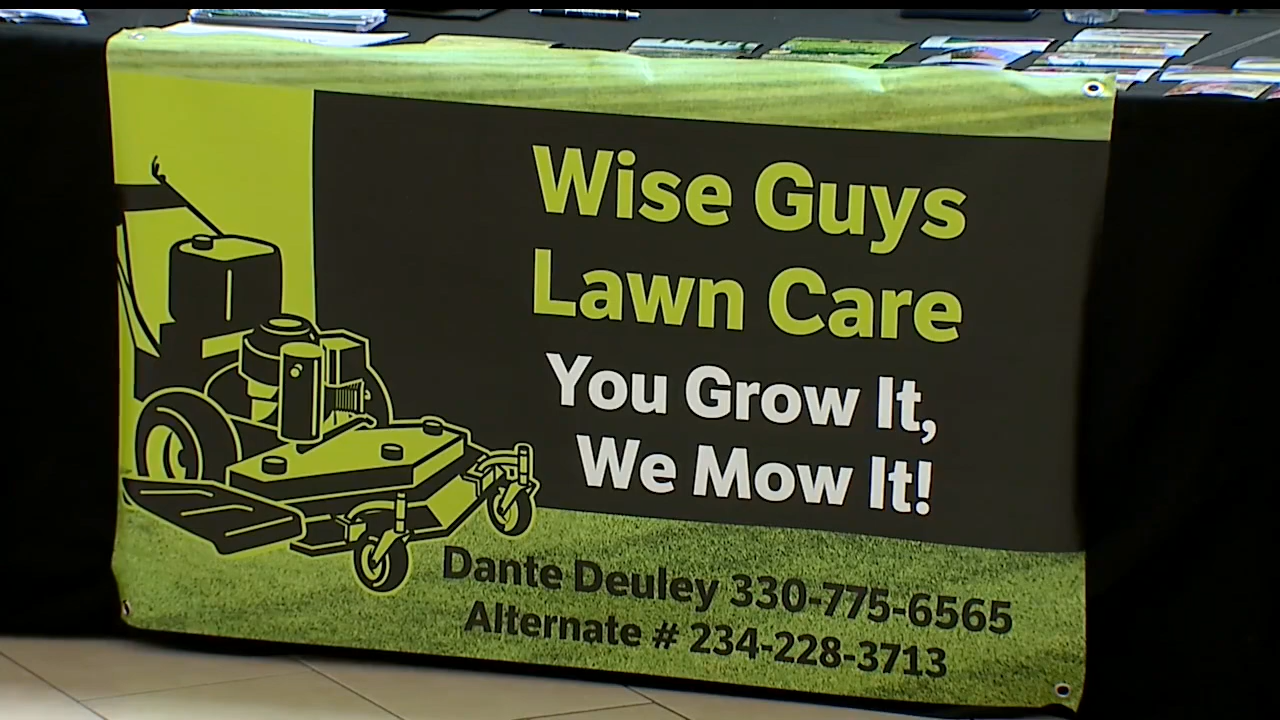 Wise Guys
Lawn Care
You Grow It,
We Mow It!
Dante Deuley 330-775-6565
Alternate # 234-228-3713